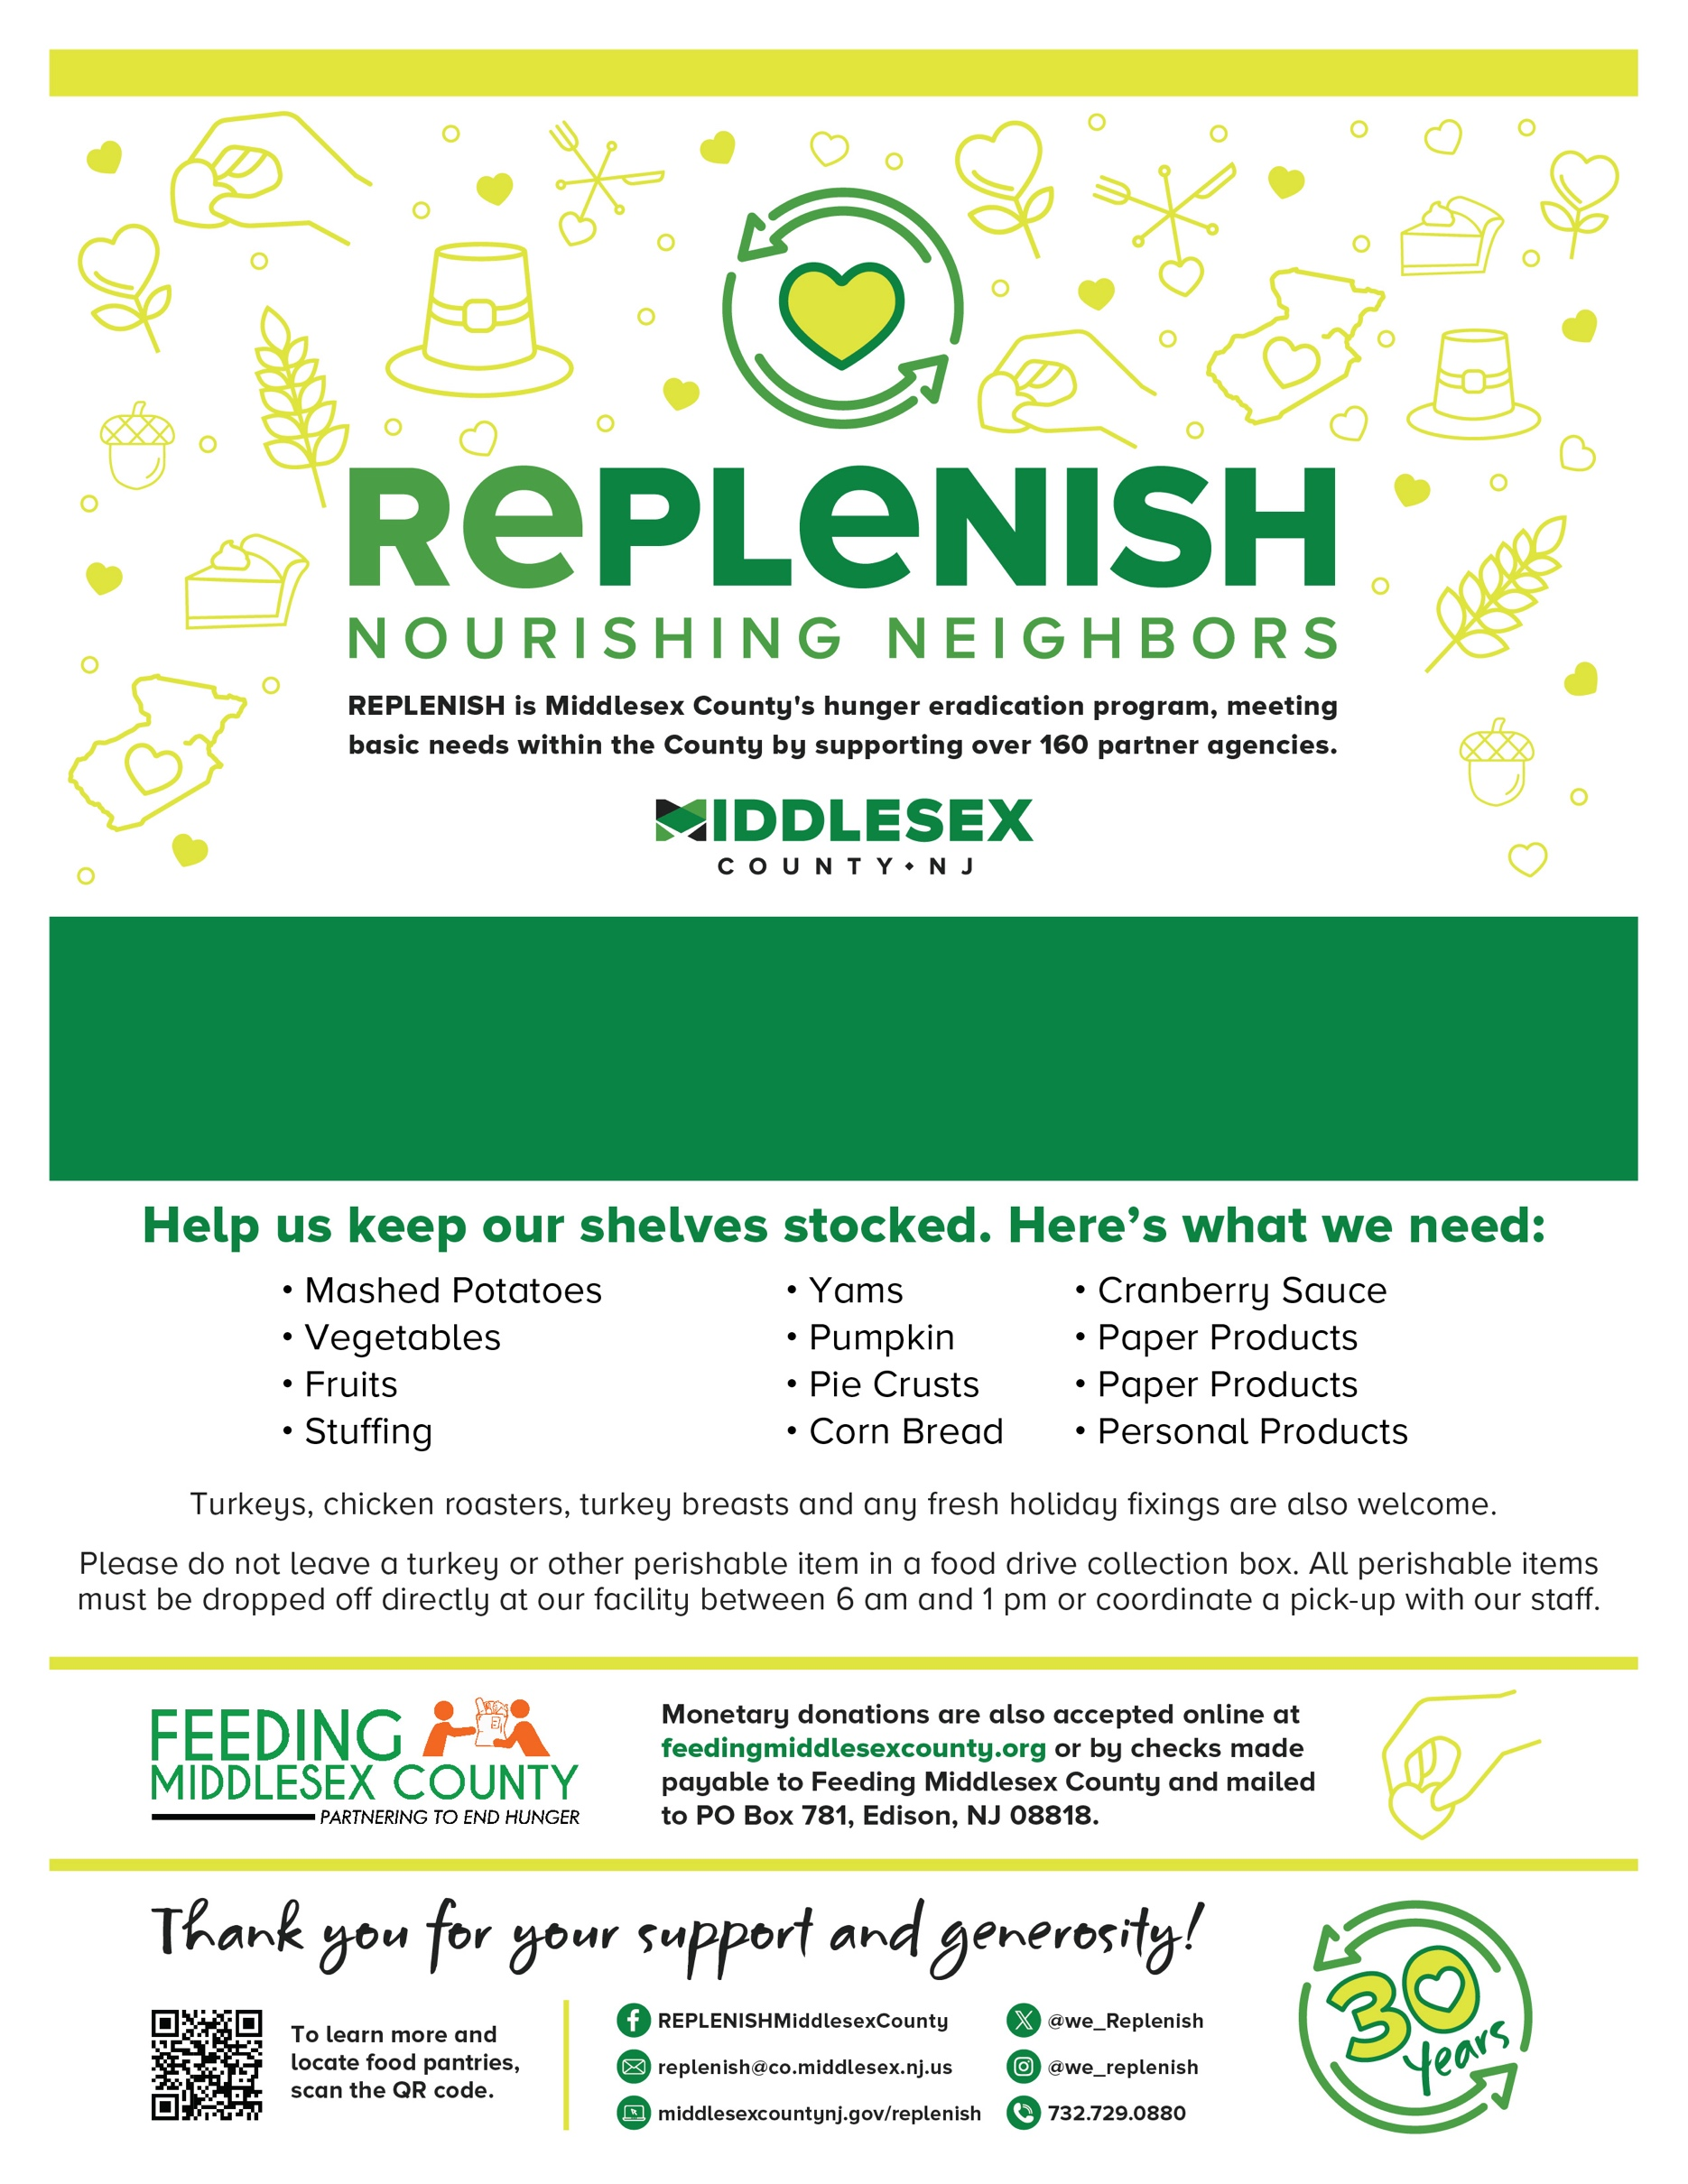 REPLENISH
NOURISHING NEIGHBORS
REPLENISH is Middlesex County's hunger eradication program, meeting
basic needs within the County by supporting over 160 partner agencies.
MIDDLESEX
COUNTY • NJ
Help us keep our shelves stocked. Here’s what we need:
• Mashed Potatoes
• Vegetables
• Fruits
• Stuffing
• Yams
• Pumpkin
• Pie Crusts
• Corn Bread
• Cranberry Sauce
• Paper Products
• Paper Products
• Personal Products
Turkeys, chicken roasters, turkey breasts and any fresh holiday fixings are also welcome.
Please do not leave a turkey or other perishable item in a food drive collection box. All perishable items
must be dropped off directly at our facility between 6 am and 1 pm or coordinate a pick-up with our staff.
FEEDING
MIDDLESEX COUNTY
PARTNERING TO END HUNGER
Monetary donations are also accepted online at
feedingmiddlesexcounty.org or by checks made
payable to Feeding Middlesex County and mailed
to PO Box 781, Edison, NJ 08818.
Thank you for your support and generosity!
To learn more and
locate food pantries,
scan the QR code.
REPLENISHMiddlesexCounty
replenish@co.middlesex.nj.us
middlesexcountynj.gov/replenish
@we_Replenish
@we_replenish
732.729.0880
30
years